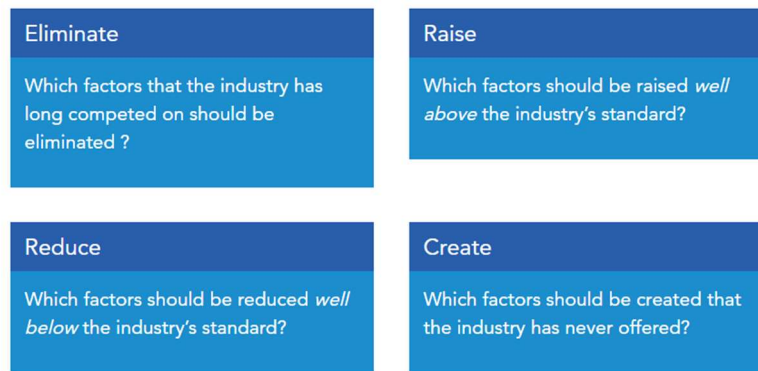 Eliminate
Which factors that the industry has
long competed on should be
eliminated ?
Raise
Which factors should be raised well
above the industry's standard?
Reduce
Which factors should be reduced well
below the industry's standard?
Create
Which factors should be created that
the industry has never offered?